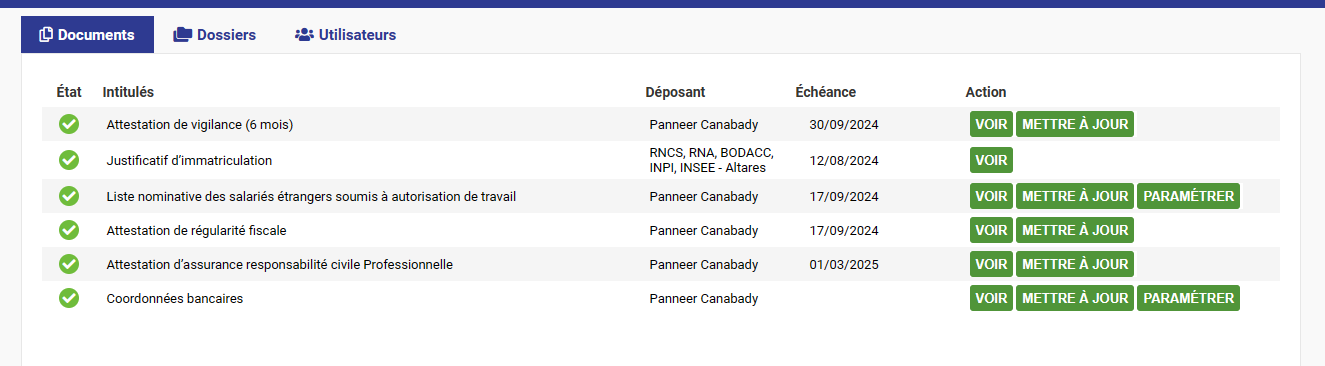 Documents Dossiers Utilisateurs
État Intitulés Déposant Échéance Action
Attestation de vigilance (6 mois) Panneer Canabady 30/09/2024 VOIR METTRE À JOUR
Justificatif d'immatriculation RNCS, RNA, BODACC, 12/08/2024 VOIR
INPI, INSEE - Altares
Liste nominative des salariés étrangers soumis à autorisation de travail Panneer Canabady 17/09/2024 VOIR METTRE À JOUR PARAMÉTRER
Attestation de régularité fiscale Panneer Canabady 17/09/2024 VOIR METTRE À JOUR
Attestation d'assurance responsabilité civile Professionnelle Panneer Canabady 01/03/2025 VOIR METTRE À JOUR
Coordonnées bancaires Panneer Canabady VOIR METTRE À JOUR PARAMÉTRER